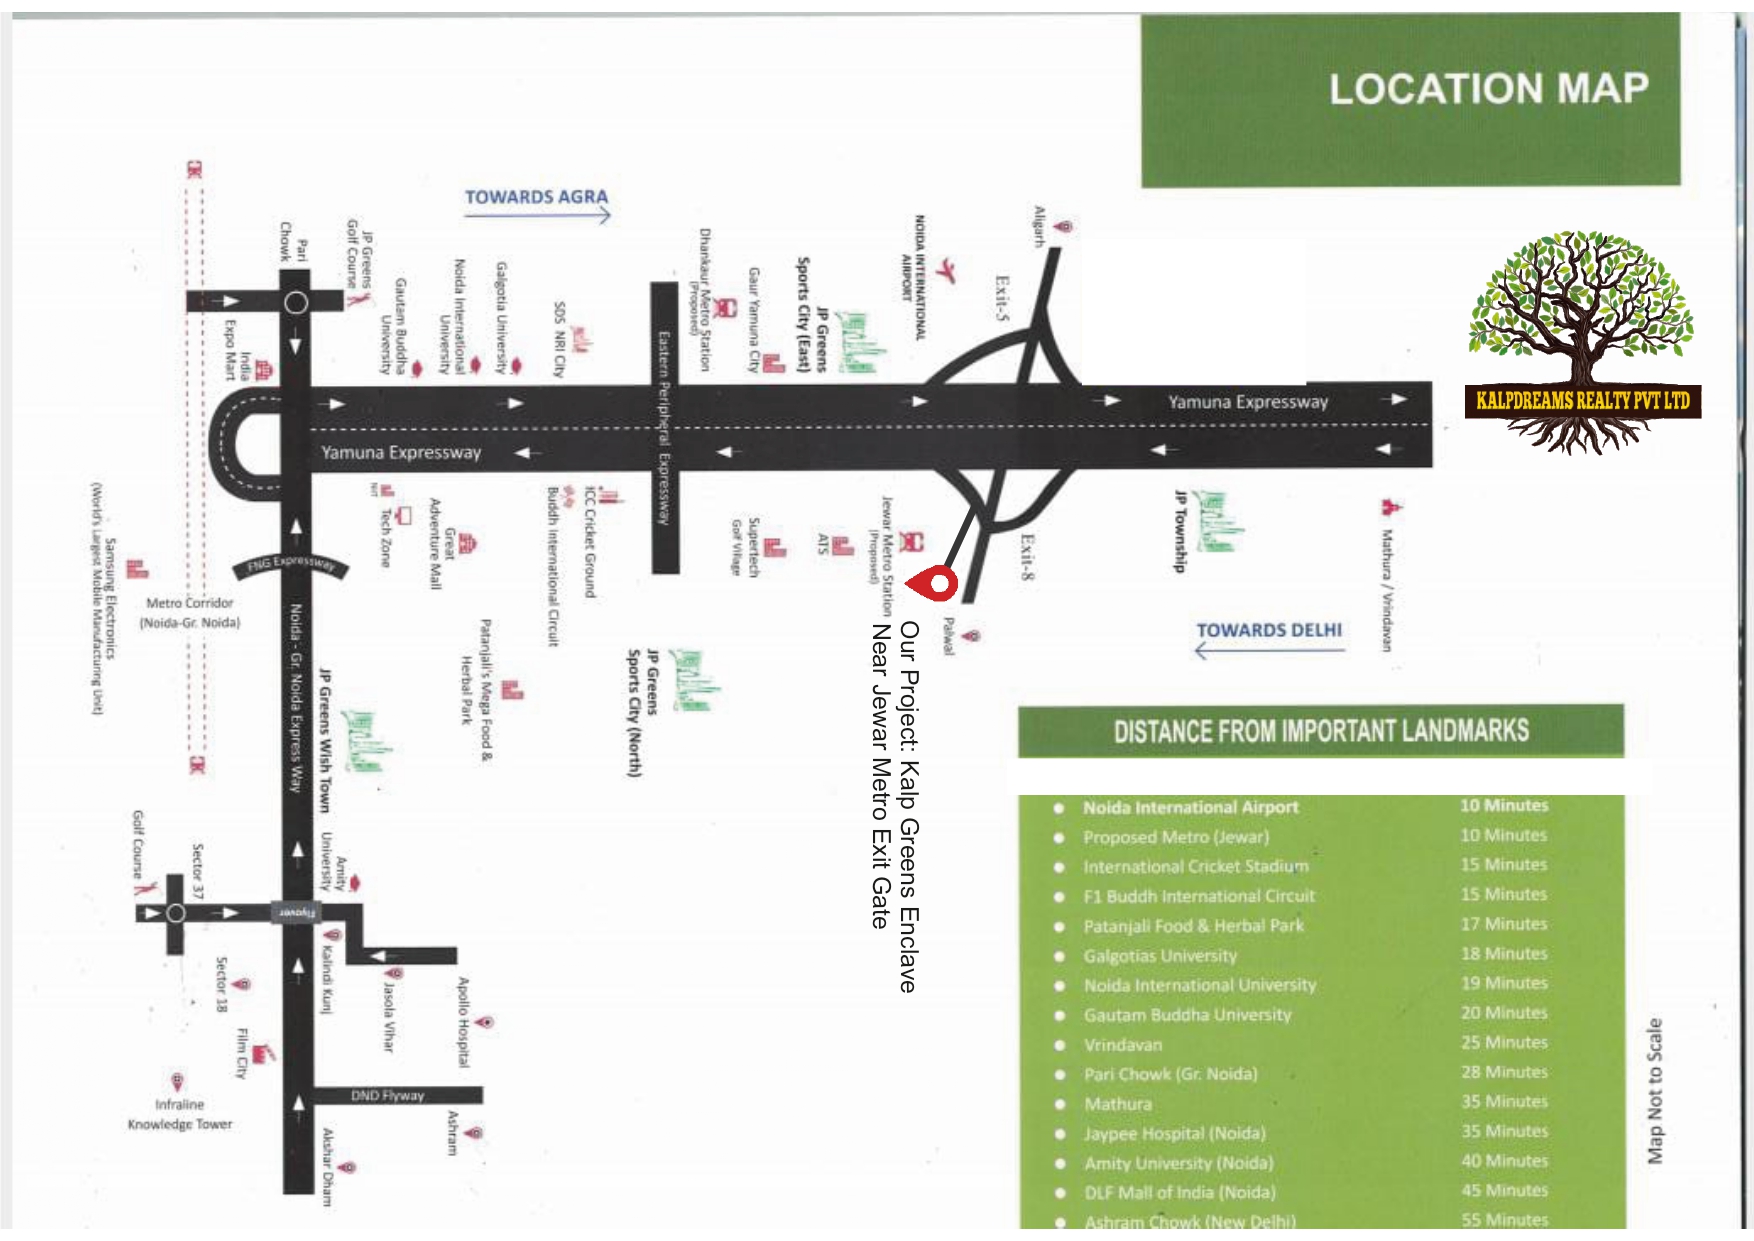 LOCATION MAP
KALPDREAMS REALTY PVT LTD
TOWARDS AGRA
Pari
Chowk
JP Greens
Golf Course
India
Expo Mart
Gautam Buddha
University
Noida International
University
Galgotia University
SDS NRI City
Eastern Peripheral Expressway
Dhankaur Metro Station
(Proposed)
Gaur Yamuna City
JP Greens
Sports City (East)
NOIDA INTERNATIONAL
AIRPORT
Exit-5
Aligarh
Yamuna Expressway
Yamuna Expressway
NIT
Tech Zone
Great
Adventure Mall
ICC Cricket Ground
Buddh International Circuit
Supertech
Golf Village
ATS
Jewar Metro Station
(Proposed)
Exit-8
Palwal
JP Township
Mathura / Vrindavan
TOWARDS DELHI
FNG Expressway
Samsung Electronics
(World's Largest Mobile Manufacturing Unit)
Metro Corridor
(Noida-Gr. Noida)
Noida - Gr. Noida Express Way
JP Greens Wish Town
Patanjali's Mega Food &
Herbal Park
JP Greens
Sports City (North)
Our Project: Kalp Greens Enclave
Near Jewar Metro Exit Gate
Golf Course
Sector 37
Amity
University
Flyover
Kalindi Kunj
Jasola Vihar
Apollo Hospital
Sector 18
Film City
Infraline
Knowledge Tower
DND Flyway
Ashram
Akshar Dham
DISTANCE FROM IMPORTANT LANDMARKS
Noida International Airport 10 Minutes
Proposed Metro (Jewar) 10 Minutes
International Cricket Stadium 15 Minutes
F1 Buddh International Circuit 15 Minutes
Patanjali Food & Herbal Park 17 Minutes
Galgotias University 18 Minutes
Noida International University 19 Minutes
Gautam Buddha University 20 Minutes
Vrindavan 25 Minutes
Pari Chowk (Gr. Noida) 28 Minutes
Mathura 35 Minutes
Jaypee Hospital (Noida) 35 Minutes
Amity University (Noida) 40 Minutes
DLF Mall of India (Noida) 45 Minutes
Ashram Chowk (New Delhi) 55 Minutes
Map Not to Scale